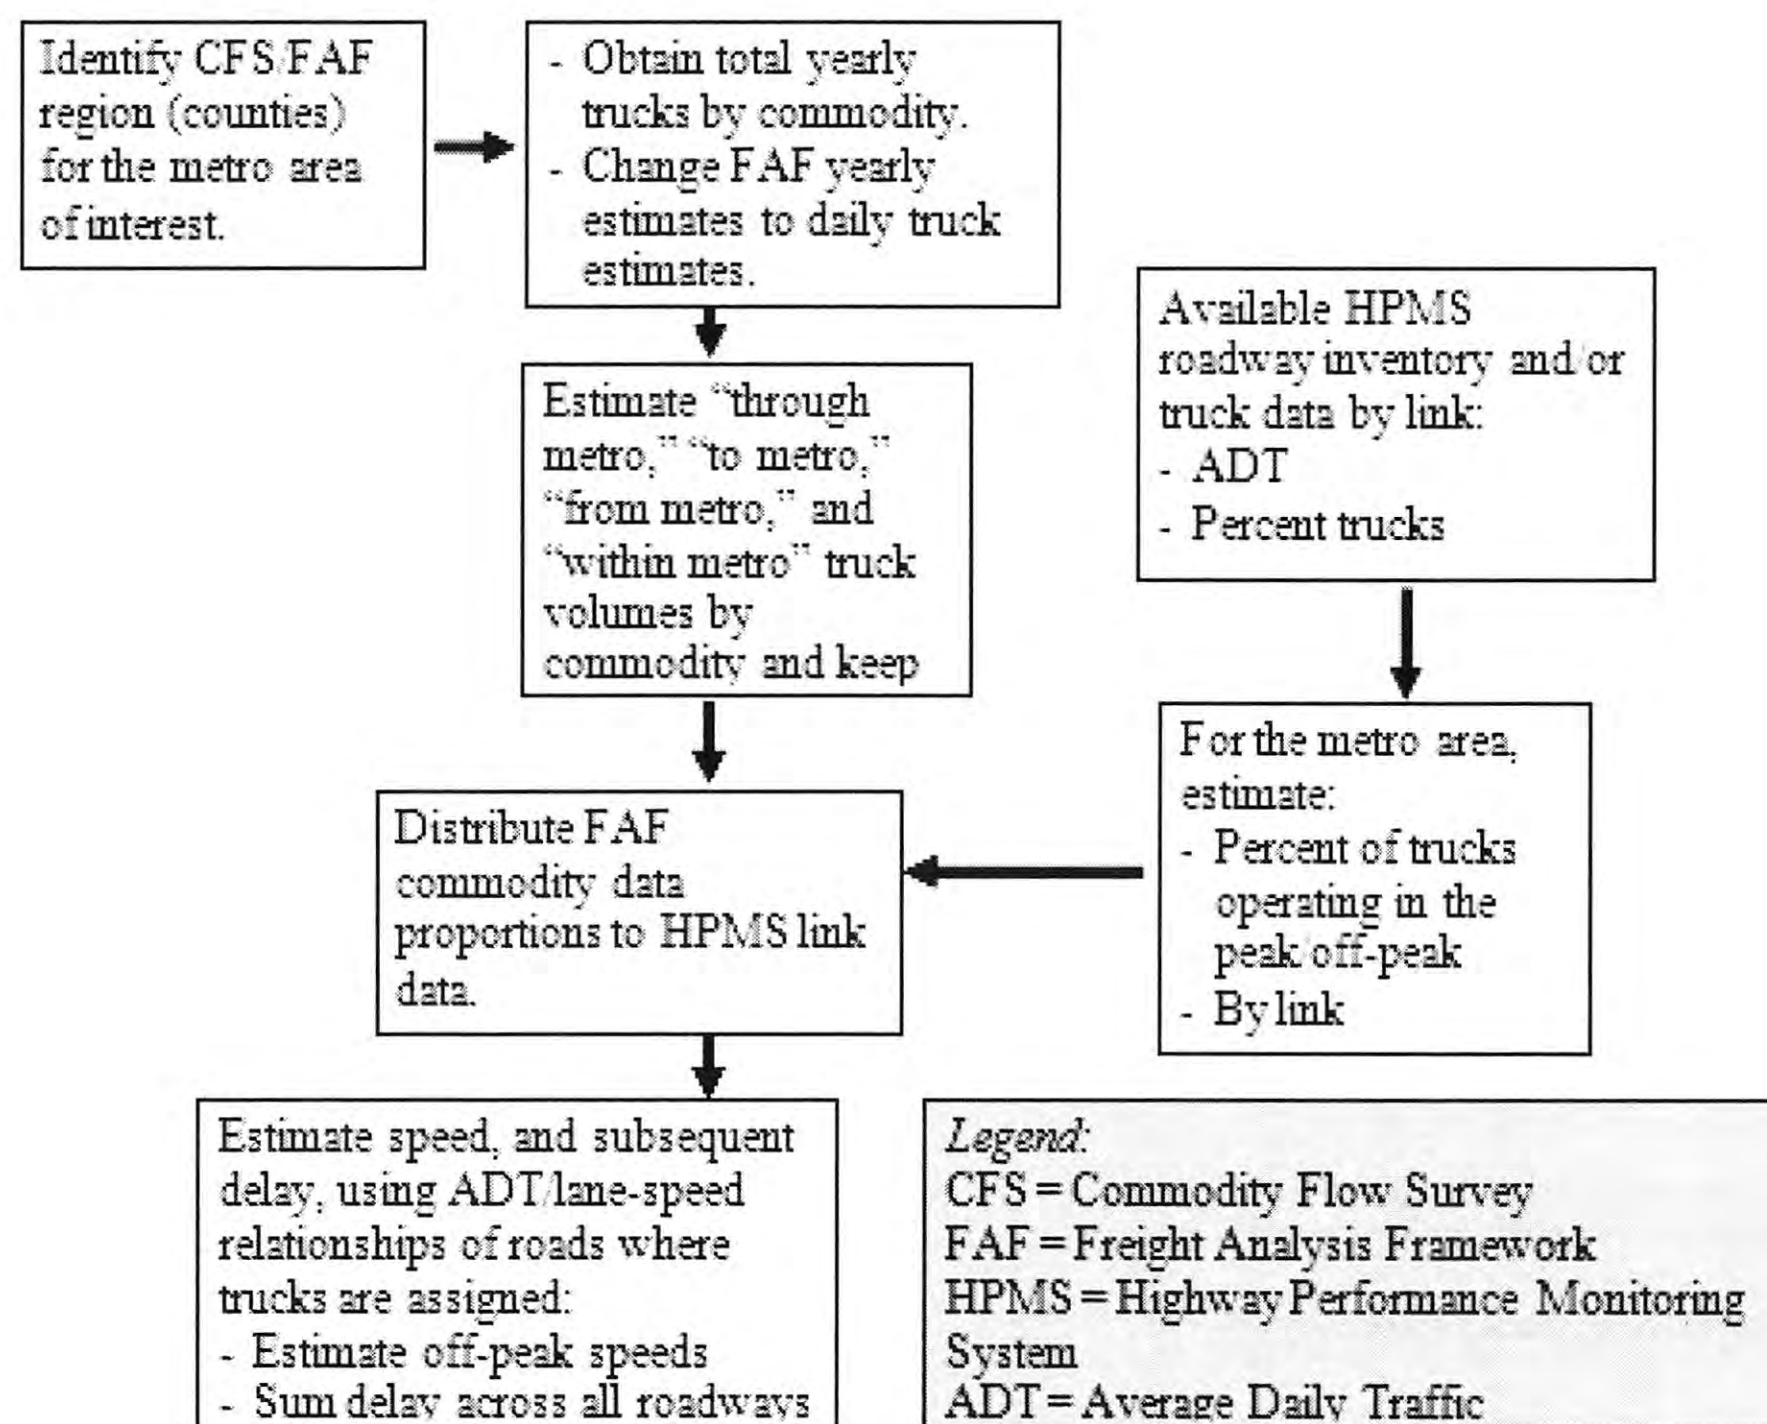 Identify CFS/FAF
region (counties)
for the metro area
of interest.
- Obtain total yearly
trucks by commodity.
- Change FAF yearly
estimates to daily truck
estimates.
Estimate “through
metro,” “to metro,”
“from metro,” and
“within metro” truck
volumes by
commodity and keep
Available HPMS
roadway inventory and/or
truck data by link:
- ADT
- Percent trucks
For the metro area,
estimate:
- Percent of trucks
operating in the
peak/off-peak
- By link
Distribute FAF
commodity data
proportions to HPMS link
data.
Estimate speed, and subsequent
delay, using ADT/lane-speed
relationships of roads where
trucks are assigned:
- Estimate off-peak speeds
- Sum delay across all roadways
Legend:
CFS = Commodity Flow Survey
FAF = Freight Analysis Framework
HPMS = Highway Performance Monitoring
System
ADT = Average Daily Traffic